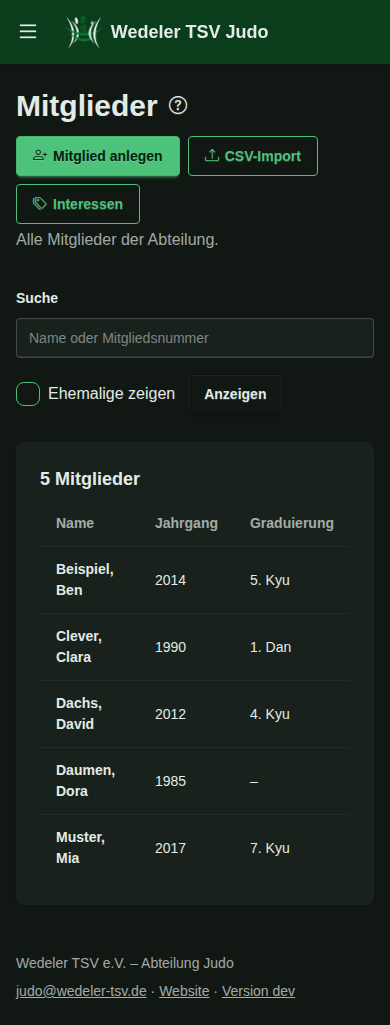 Wedeler TSV Judo
Mitglieder
Mitglied anlegen
CSV-Import
Interessen
Alle Mitglieder der Abteilung.
Suche
Name oder Mitgliedsnummer
Ehemalige zeigen
Anzeigen
5 Mitglieder
Name Jahrgang Graduierung
Beispiel,
Ben
2014 5. Kyu
Clever,
Clara
1990 1. Dan
Dachs,
David
2012 4. Kyu
Daumen,
Dora
1985 –
Muster,
Mia
2017 7. Kyu
Wedeler TSV e.V. – Abteilung Judo
judo@wedeler-tsv.de · Website · Version dev